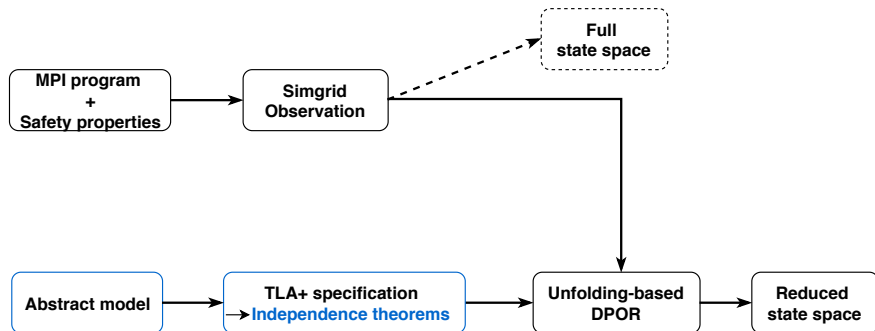 Full
state space
MPI program
+
Safety properties
Simgrid
Observation
Abstract model
TLA+ specification
→Independence theorems
Unfolding-based
DPOR
Reduced
state space